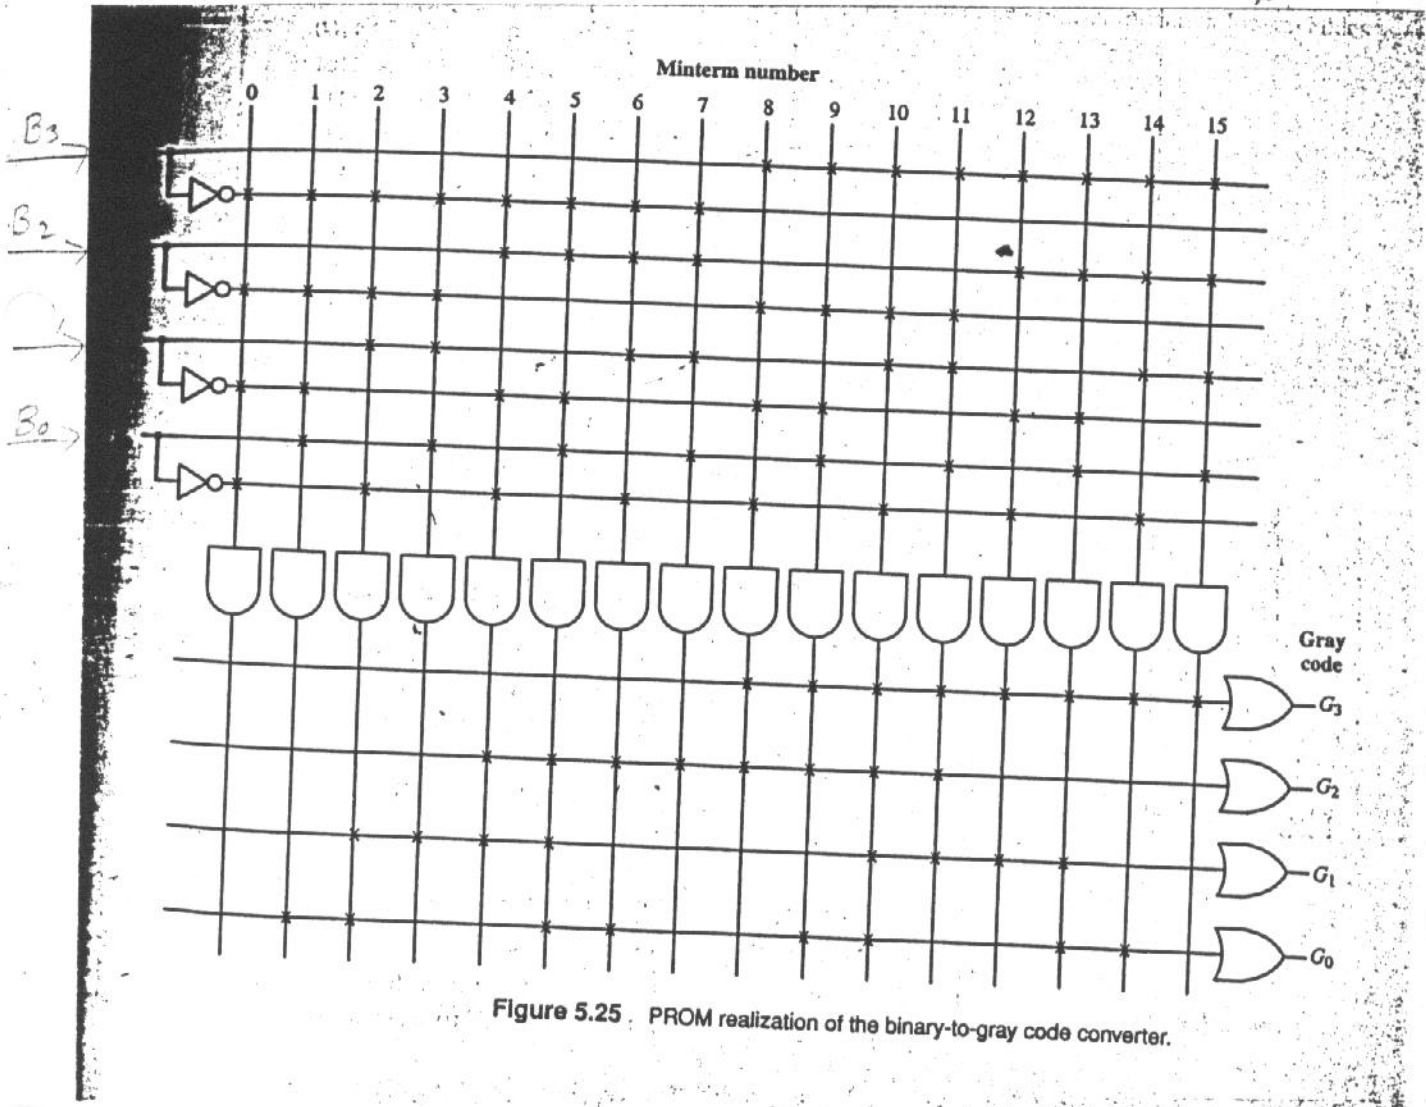 Minterm number
0 1 2 3 4 5 6 7 8 9 10 11 12 13 14 15
B3
B2
B0
Gray
code
G3
G2
G1
G0
Figure 5.25 PROM realization of the binary-to-gray code converter.